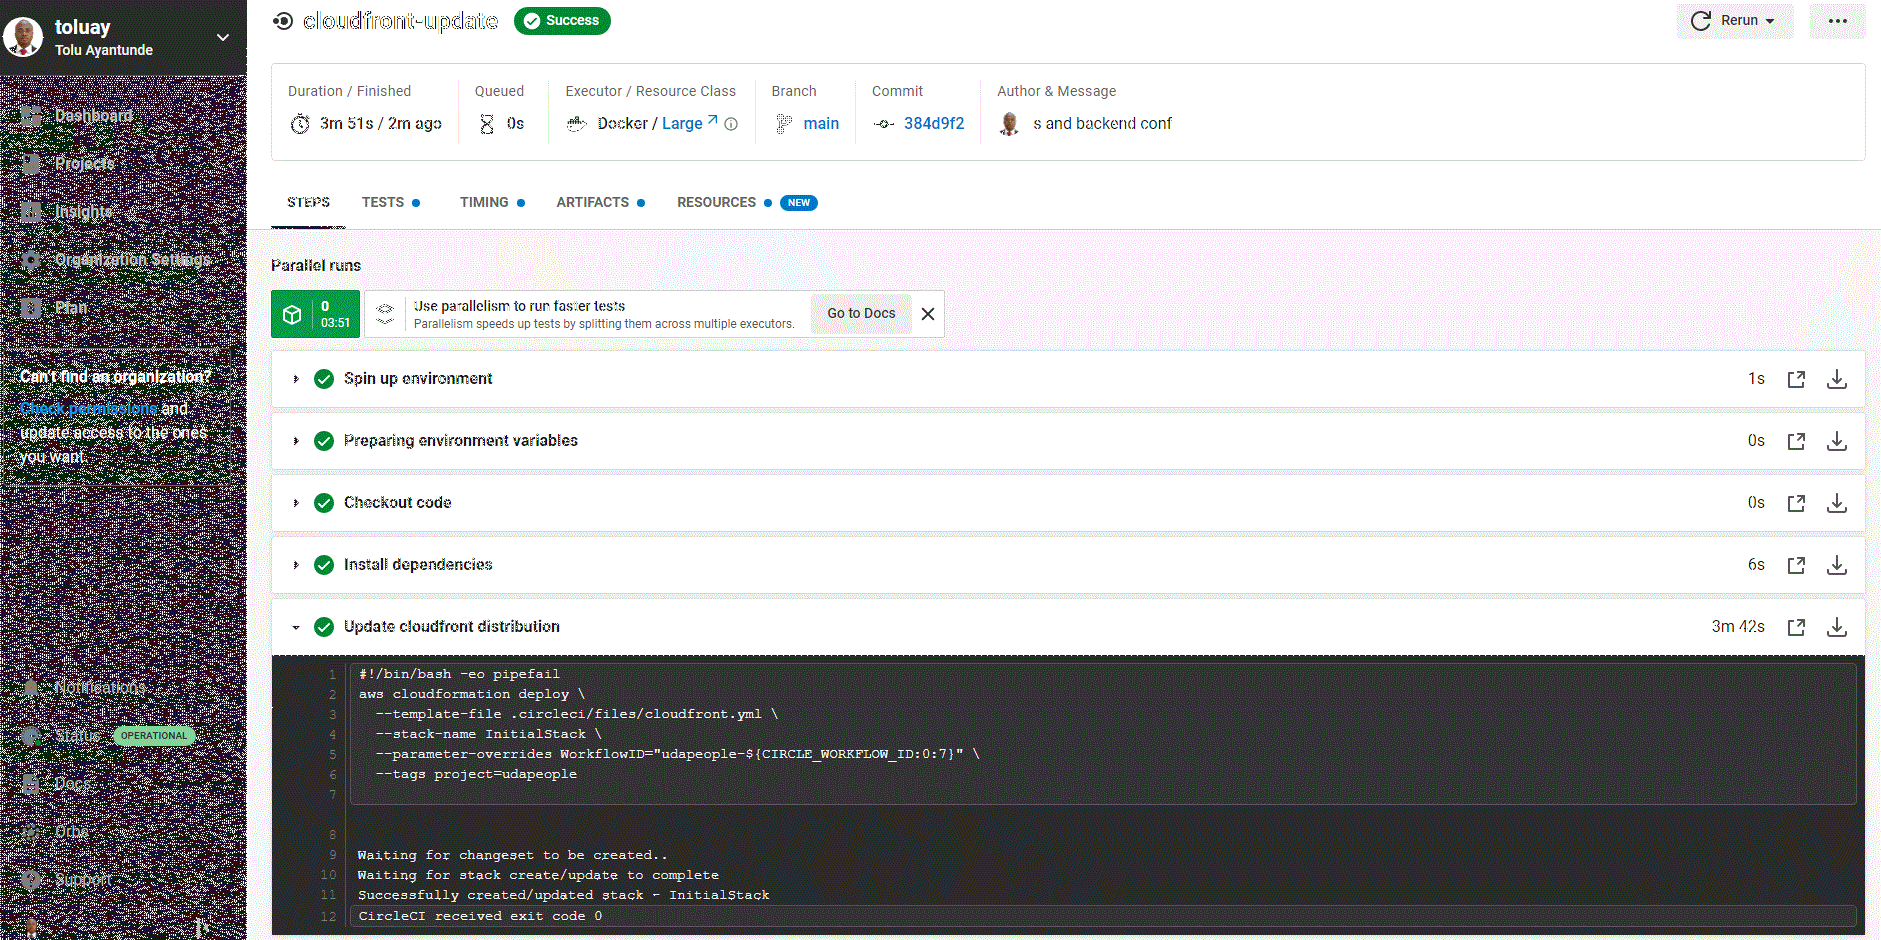 toluay
Tolu Ayantunde
Dashboard
Projects
Insights
Organization Settings
Plan
Can't find an organization?
Check permissions and
update access to the ones
you want.
Notifications
Status OPERATIONAL
Docs
Orbs
Support
cloudfront-update Success
Rerun
Duration / Finished Queued Executor / Resource Class Branch Commit Author & Message
3m 51s / 2m ago 0s Docker / Large main 384d9f2 s and backend conf
STEPS TESTS TIMING ARTIFACTS RESOURCES NEW
Parallel runs
0
03:51
Use parallelism to run faster tests
Parallelism speeds up tests by splitting them across multiple executors.
Go to Docs
Spin up environment 1s
Preparing environment variables 0s
Checkout code 0s
Install dependencies 6s
Update cloudfront distribution 3m 42s
1 #!/bin/bash -eo pipefail
2 aws cloudformation deploy \
3 --template-file .circleci/files/cloudfront.yml \
4 --stack-name InitialStack \
5 --parameter-overrides WorkflowID="udapeople-${CIRCLE_WORKFLOW_ID:0:7}" \
6 --tags project=udapeople
7
8
9 Waiting for changeset to be created..
10 Waiting for stack create/update to complete
11 Successfully created/updated stack - InitialStack
12 CircleCI received exit code 0